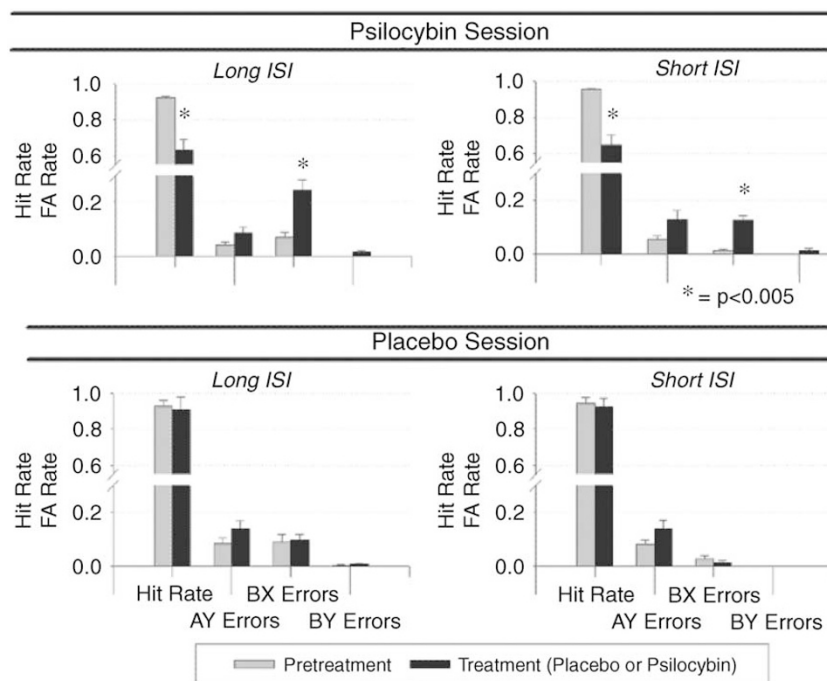 Psilocybin Session
Long ISI
Short ISI
Hit Rate
FA Rate
1.0
0.8
0.6
0.2
0.0
*
*
Hit Rate
FA Rate
1.0
0.8
0.6
0.2
0.0
*
*
* = p<0.005
Placebo Session
Long ISI
Short ISI
Hit Rate
FA Rate
1.0
0.8
0.6
0.2
0.0
Hit Rate
BX Errors
AY Errors
BY Errors
Hit Rate
FA Rate
1.0
0.8
0.6
0.2
0.0
Hit Rate
BX Errors
AY Errors
BY Errors
Pretreatment
Treatment (Placebo or Psilocybin)